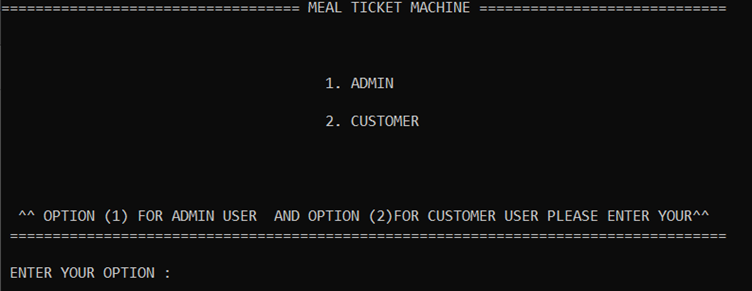 =================================== MEAL TICKET MACHINE =============================
1. ADMIN
2. CUSTOMER
^^ OPTION (1) FOR ADMIN USER  AND OPTION (2)FOR CUSTOMER USER PLEASE ENTER YOUR^^
====================================================================================
ENTER YOUR OPTION :